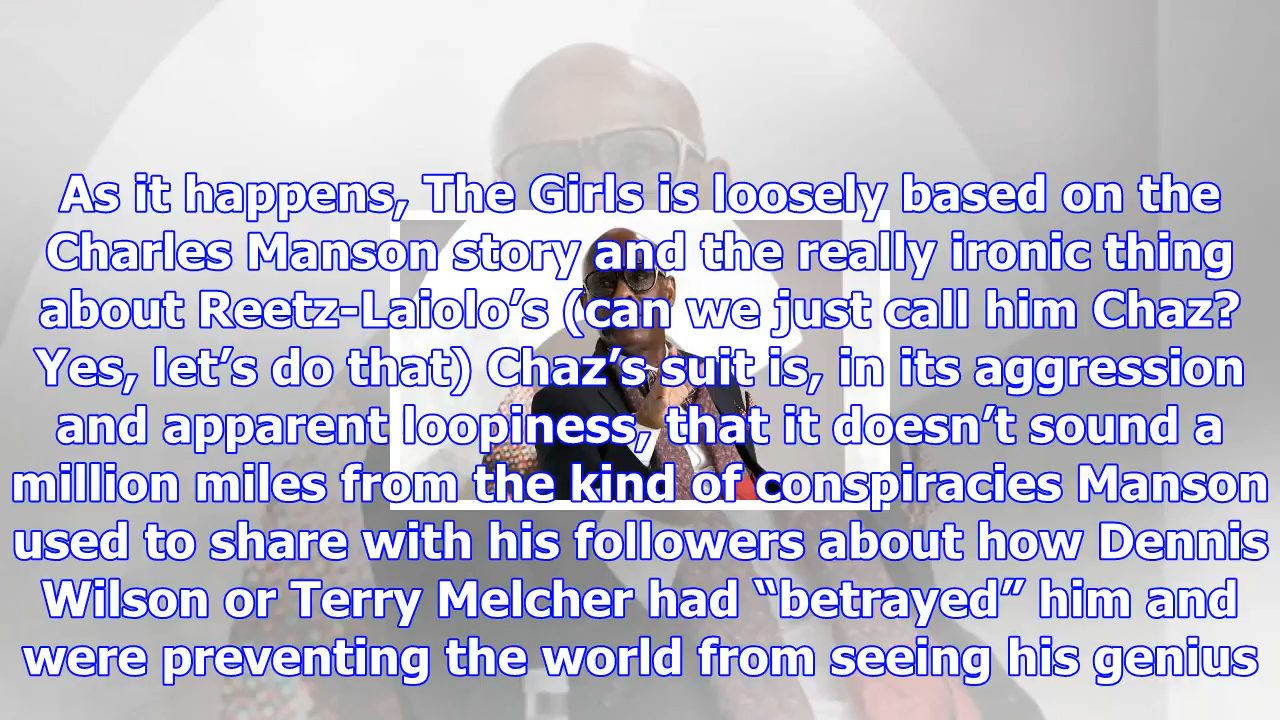 As it happens, The Girls is loosely based on the
Charles Manson story and the really ironic thing
about Reetz-Laiolo’s (can we just call him Chaz?
Yes, let’s do that) Chaz’s suit is, in its aggression
and apparent loopiness, that it doesn’t sound a
million miles from the kind of conspiracies Manson
used to share with his followers about how Dennis
Wilson or Terry Melcher had “betrayed” him and
were preventing the world from seeing his genius